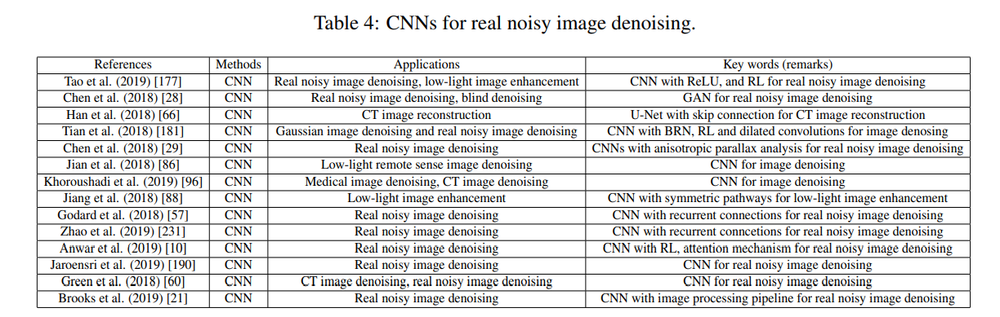 Table 4: CNNs for real noisy image denoising.
References Methods Applications Key words (remarks)
Tao et al. (2019) [177] CNN Real noisy image denoising, low-light image enhancement CNN with ReLU, and RL for real noisy image denoising
Chen et al. (2018) [28] CNN Real noisy image denoising, blind denoising GAN for real noisy image denoising
Han et al. (2018) [66] CNN CT image reconstruction U-Net with skip connection for CT image reconstruction
Tian et al. (2018) [181] CNN Gaussian image denoising and real noisy image denoising CNN with BRN, RL and dilated convolutions for image denosing
Chen et al. (2018) [29] CNN Real noisy image denoising CNNs with anisotropic parallax analysis for real noisy image denoising
Jian et al. (2018) [86] CNN Low-light remote sense image denoising CNN for image denoising
Khoroushadi et al. (2019) [96] CNN Medical image denoising, CT image denoising CNN for image denoising
Jiang et al. (2018) [88] CNN Low-light image enhancement CNN with symmetric pathways for low-light image enhancement
Godard et al. (2018) [57] CNN Real noisy image denoising CNN with recurrent connections for real noisy image denoising
Zhao et al. (2019) [231] CNN Real noisy image denoising CNN with recurrent conncetions for real noisy image denoising
Anwar et al. (2019) [10] CNN Real noisy image denoising CNN with RL, attention mechanism for real noisy image denoising
Jaroensri et al. (2019) [190] CNN Real noisy image denoising CNN for real noisy image denoising
Green et al. (2018) [60] CNN CT image denoising, real noisy image denoising CNN for real noisy image denoising
Brooks et al. (2019) [21] CNN Real noisy image denoising CNN with image processing pipeline for real noisy image denoising